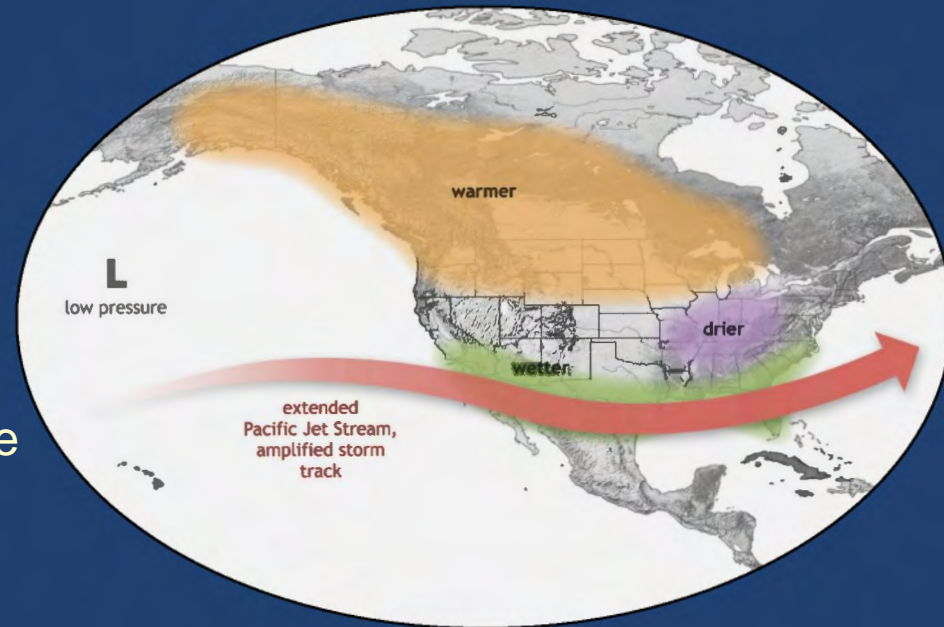 warmer
L
low pressure
drier
wetter
e
extended
Pacific Jet Stream,
amplified storm
track